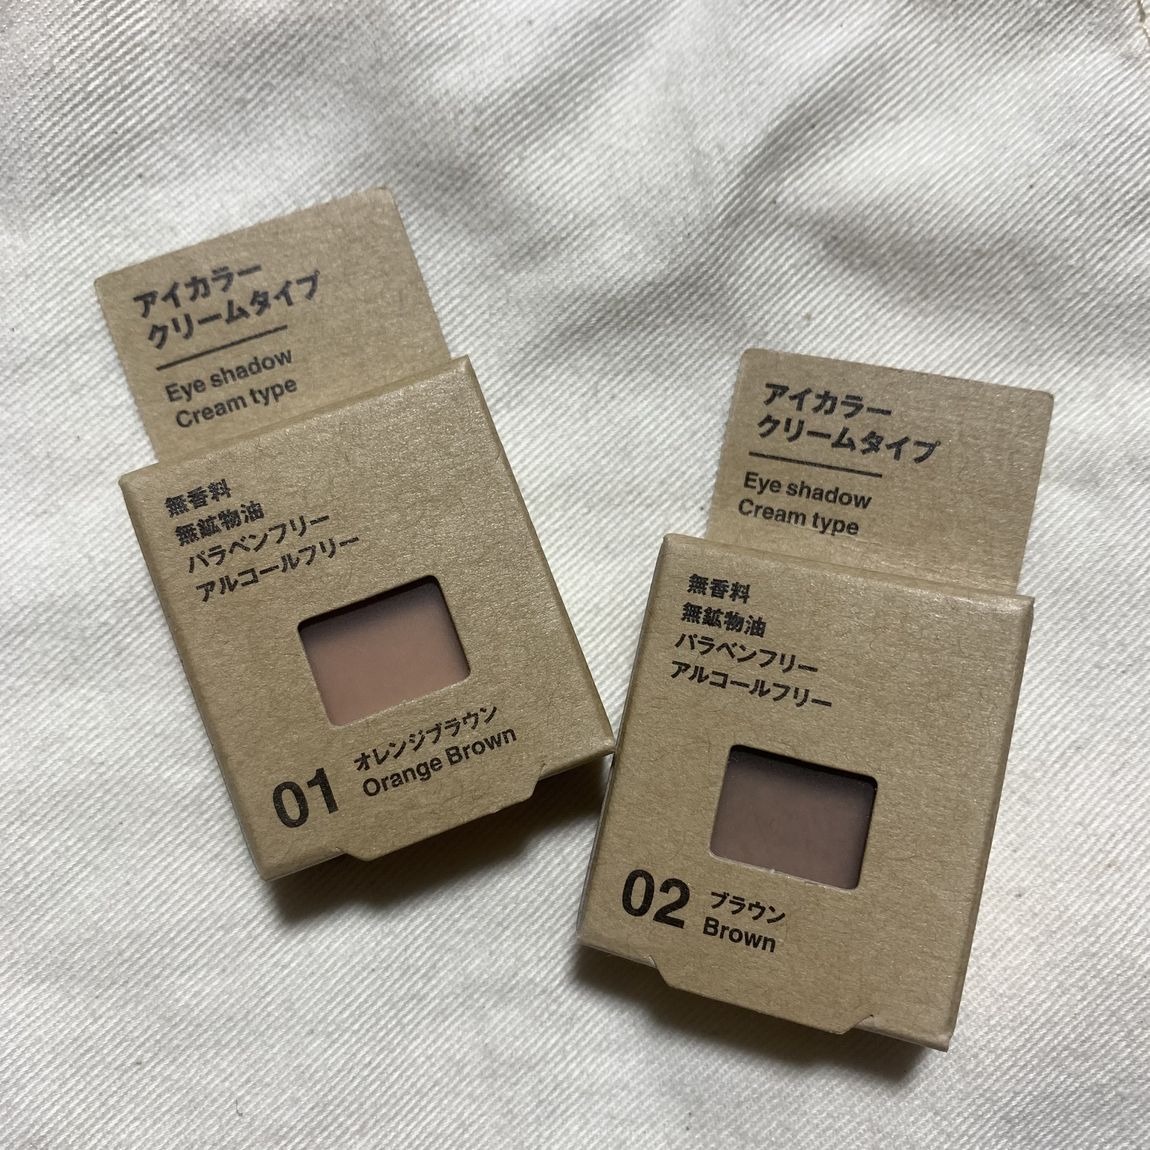 アイカラー
クリームタイプ
Eye shadow
Cream type
無香料
無鉱物油
パラベンフリー
アルコールフリー
01
オレンジブラウン
Orange Brown
アイカラー
クリームタイプ
Eye shadow
Cream type
無香料
無鉱物油
パラベンフリー
アルコールフリー
02
ブラウン
Brown